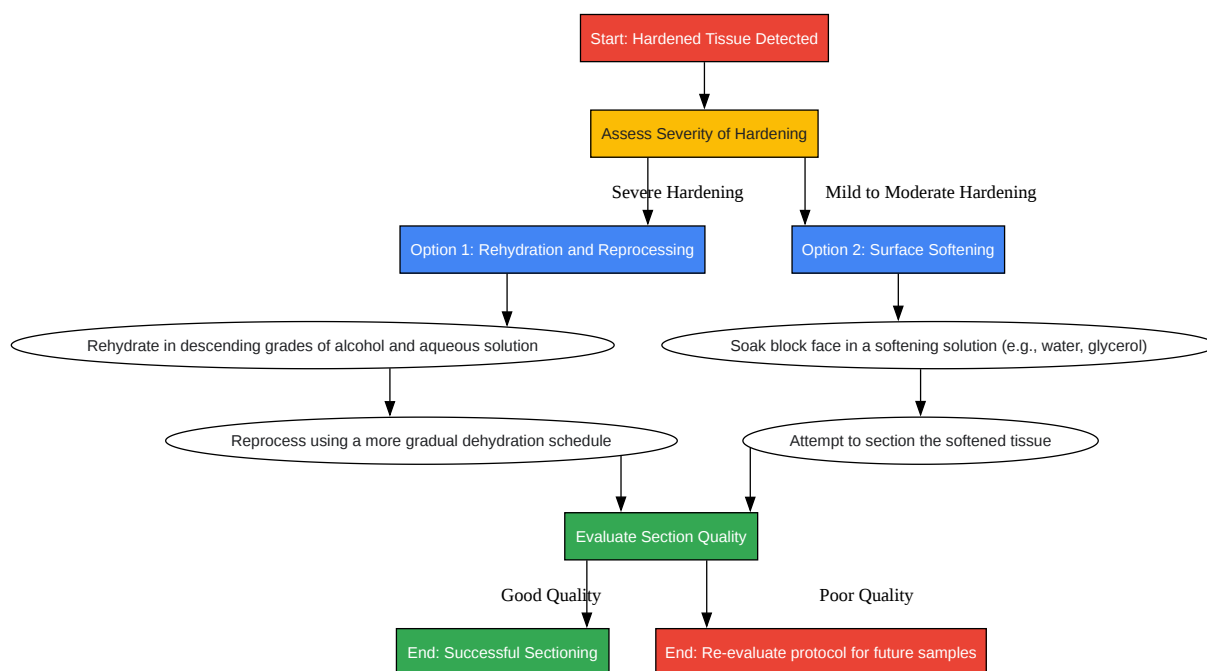 Start: Hardened Tissue Detected
Assess Severity of Hardening
Severe Hardening
Mild to Moderate Hardening
Option 1: Rehydration and Reprocessing
Option 2: Surface Softening
Rehydrate in descending grades of alcohol and aqueous solution
Soak block face in a softening solution (e.g., water, glycerol)
Reprocess using a more gradual dehydration schedule
Attempt to section the softened tissue
Evaluate Section Quality
Good Quality
Poor Quality
End: Successful Sectioning
End: Re-evaluate protocol for future samples